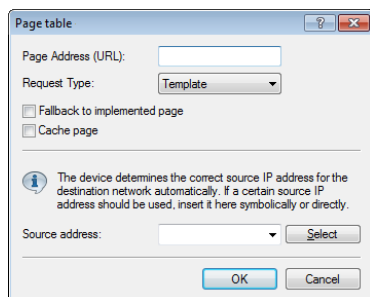 Page table
Page Address (URL):
Request Type: Template
Fallback to implemented page
Cache page
The device determines the correct source IP address for the
destination network automatically. If a certain source IP
address should be used, insert it here symbolically or directly.
Source address: Select
OK Cancel